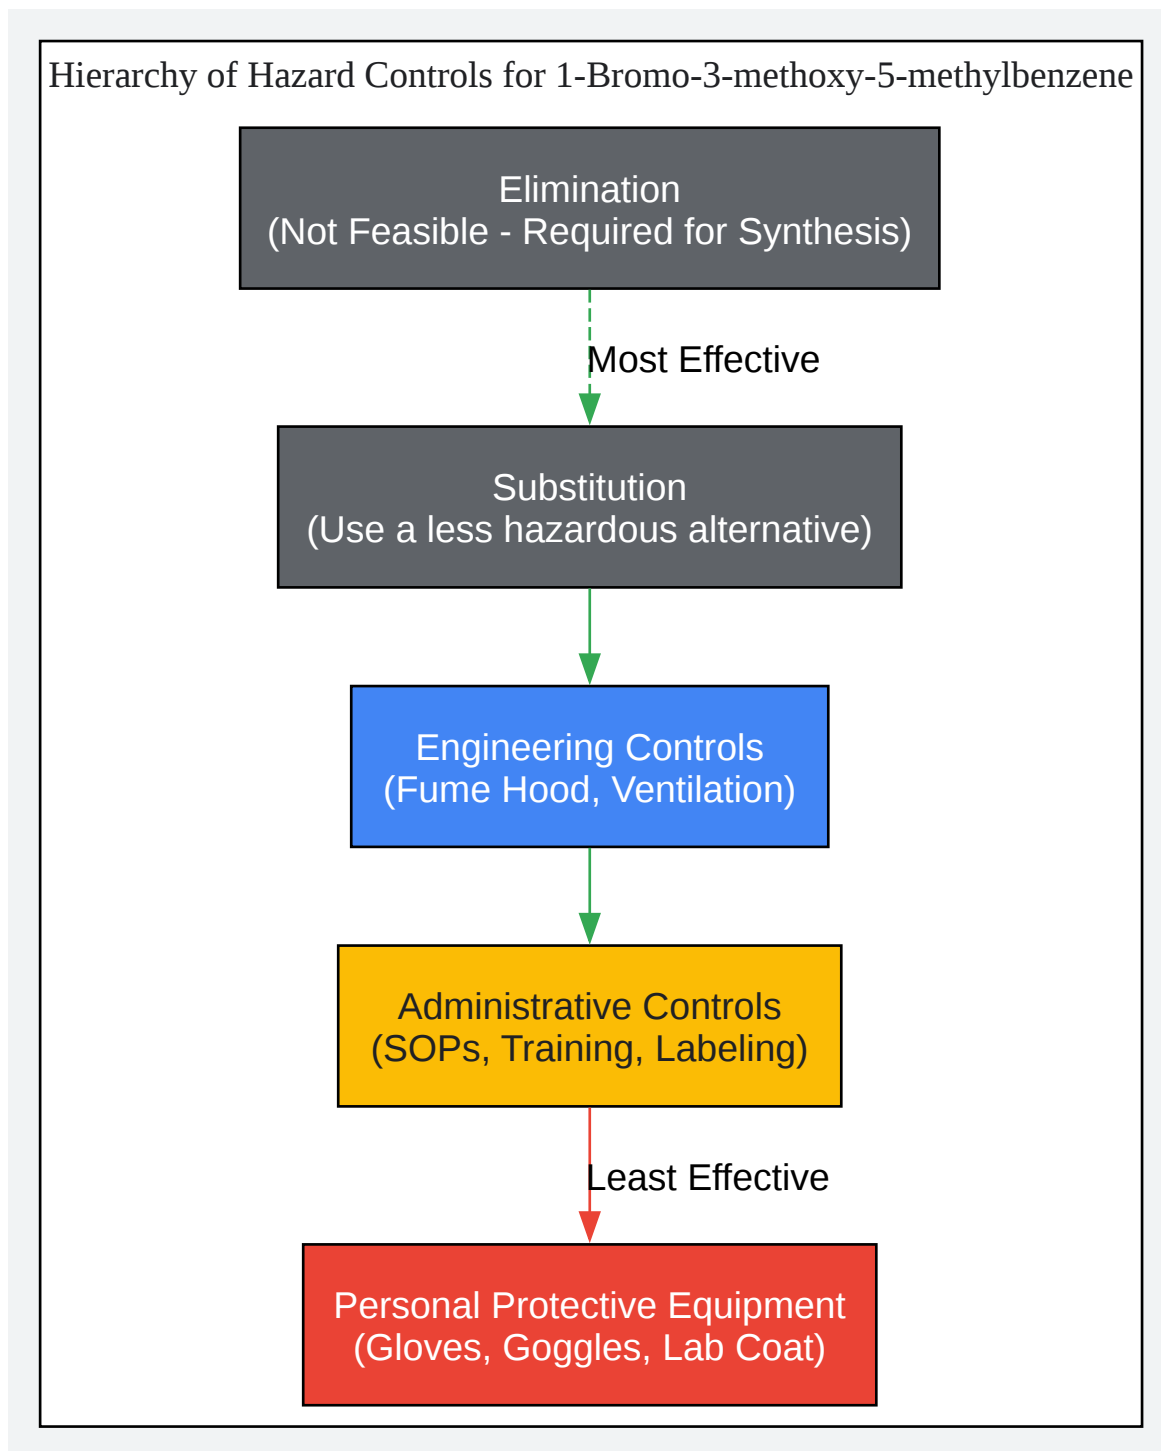 Hierarchy of Hazard Controls for 1-Bromo-3-methoxy-5-methylbenzene
Elimination
(Not Feasible - Required for Synthesis)
Most Effective
Substitution
(Use a less hazardous alternative)
Engineering Controls
(Fume Hood, Ventilation)
Administrative Controls
(SOPs, Training, Labeling)
Least Effective
Personal Protective Equipment
(Gloves, Goggles, Lab Coat)